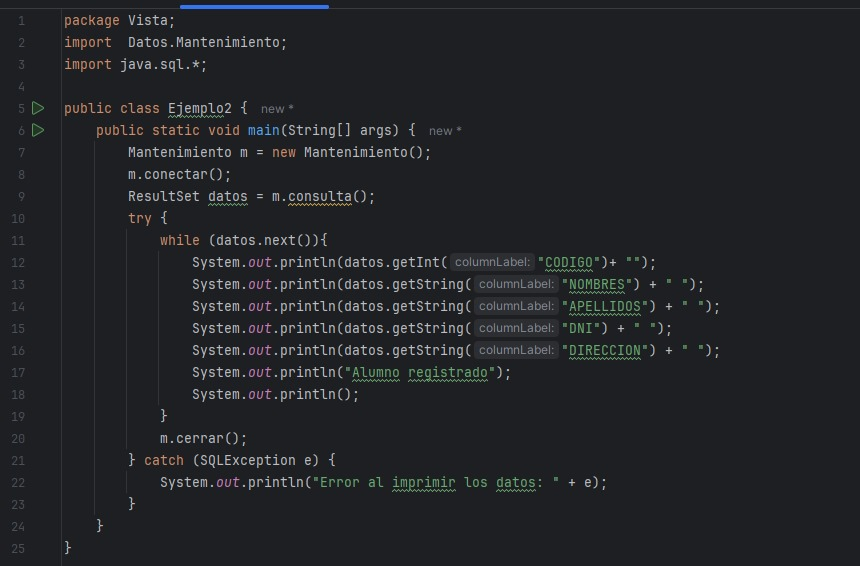 1 package Vista;
2 import  Datos.Mantenimiento;
3 import java.sql.*;
4
5 public class Ejemplo2 {  new *
6     public static void main(String[] args) {  new *
7         Mantenimiento m = new Mantenimiento();
8         m.conectar();
9         ResultSet datos = m.consulta();
10         try {
11             while (datos.next()){
12                 System.out.println(datos.getInt( columnLabel: "CODIGO")+ "");
13                 System.out.println(datos.getString( columnLabel: "NOMBRES") + " ");
14                 System.out.println(datos.getString( columnLabel: "APELLIDOS") + " ");
15                 System.out.println(datos.getString( columnLabel: "DNI") + " ");
16                 System.out.println(datos.getString( columnLabel: "DIRECCION") + " ");
17                 System.out.println("Alumno registrado");
18                 System.out.println();
19             }
20             m.cerrar();
21         } catch (SQLException e) {
22             System.out.println("Error al imprimir los datos: " + e);
23         }
24     }
25 }